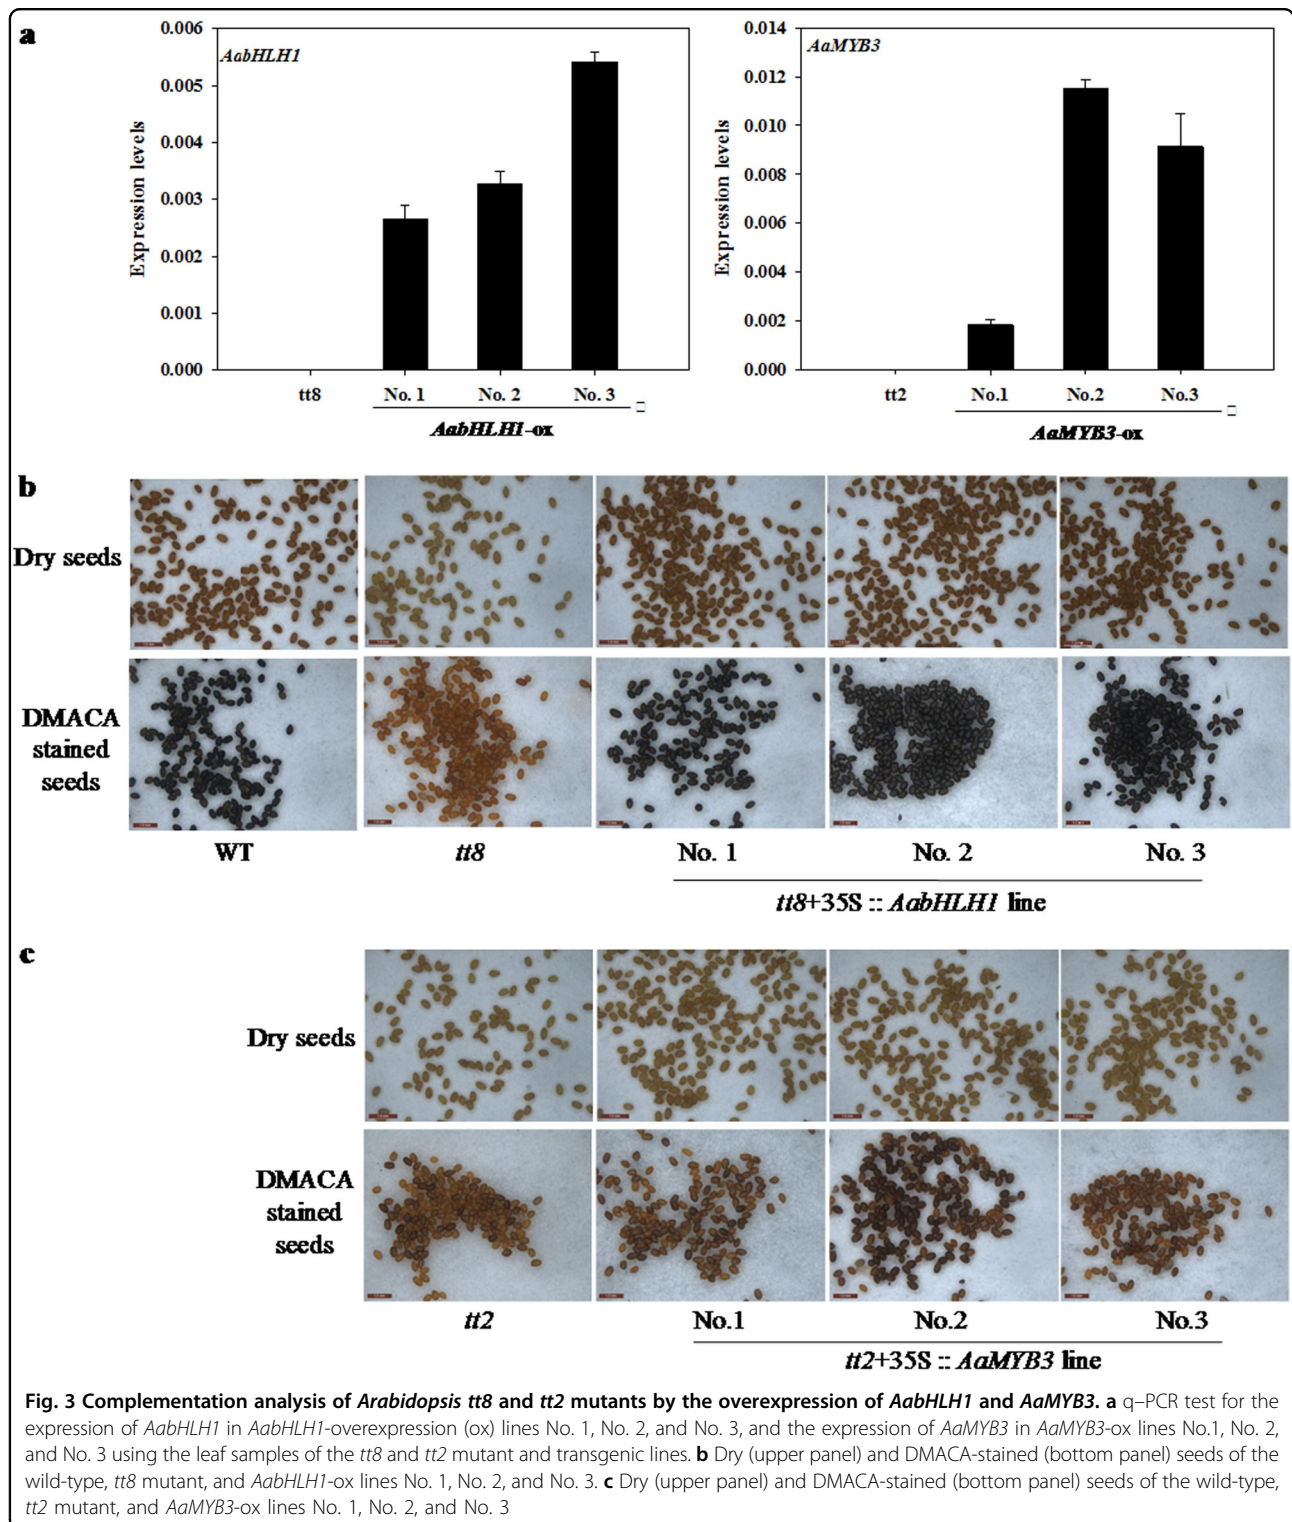 a
0.006
0.005
0.004
0.003
0.002
0.001
0.000
Expression levels
AabHLH1
tt8
No. 1
No. 2
No. 3
AabHLH1-ox
0.014
0.012
0.010
0.008
0.006
0.004
0.002
0.000
Expression levels
AaMYB3
tt2
No.1
No.2
No.3
AaMYB3-ox
b
Dry seeds
DMACA
stained
seeds
WT
tt8
No. 1
No. 2
No. 3
tt8+35S :: AabHLH1 line
c
Dry seeds
DMACA
stained
seeds
tt2
No.1
No.2
No.3
tt2+35S :: AaMYB3 line
Fig. 3 Complementation analysis of Arabidopsis tt8 and tt2 mutants by the overexpression of AabHLH1 and AaMYB3. a q–PCR test for the
expression of AabHLH1 in AabHLH1-overexpression (ox) lines No. 1, No. 2, and No. 3, and the expression of AaMYB3 in AaMYB3-ox lines No.1, No. 2,
and No. 3 using the leaf samples of the tt8 and tt2 mutant and transgenic lines. b Dry (upper panel) and DMACA-stained (bottom panel) seeds of the
wild-type, tt8 mutant, and AabHLH1-ox lines No. 1, No. 2, and No. 3. c Dry (upper panel) and DMACA-stained (bottom panel) seeds of the wild-type,
tt2 mutant, and AaMYB3-ox lines No. 1, No. 2, and No. 3